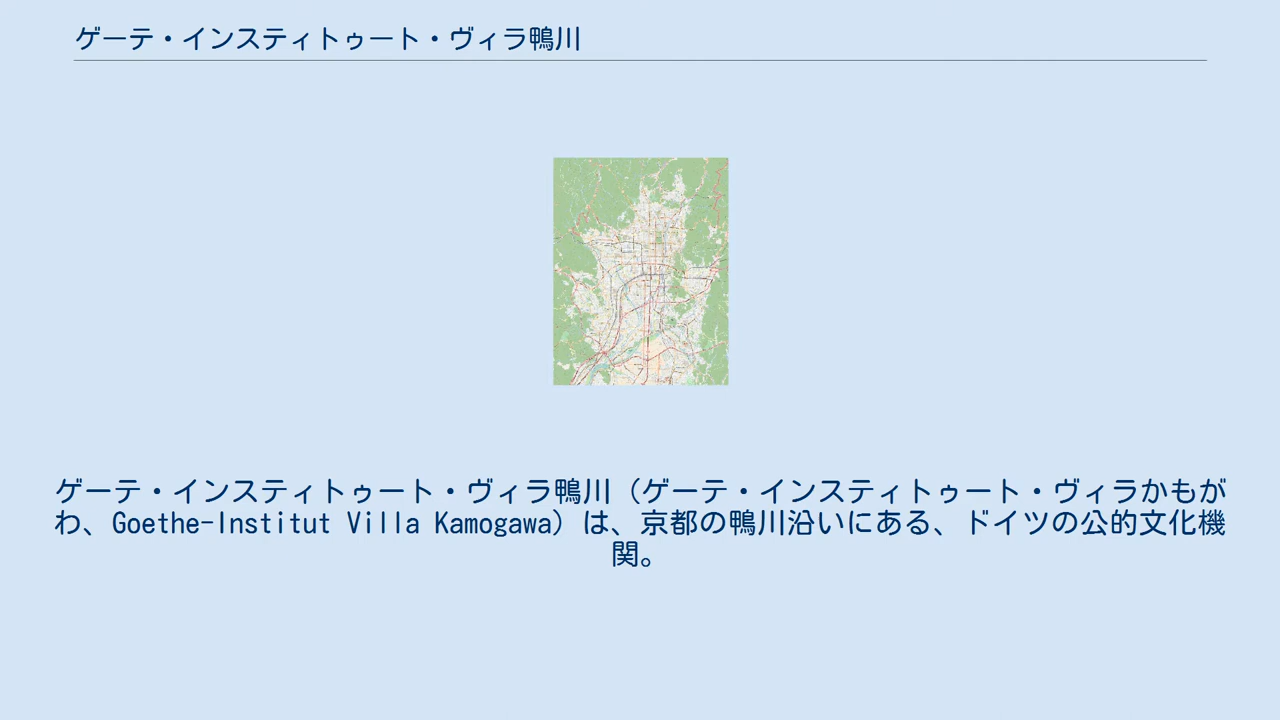 ゲーテ・インスティトゥート・ヴィラ鴨川
ゲーテ・インスティトゥート・ヴィラ鴨川（ゲーテ・インスティトゥート・ヴィラかもが
わ、Goethe-Institut Villa Kamogawa）は、京都の鴨川沿いにある、ドイツの公的文化機
関。